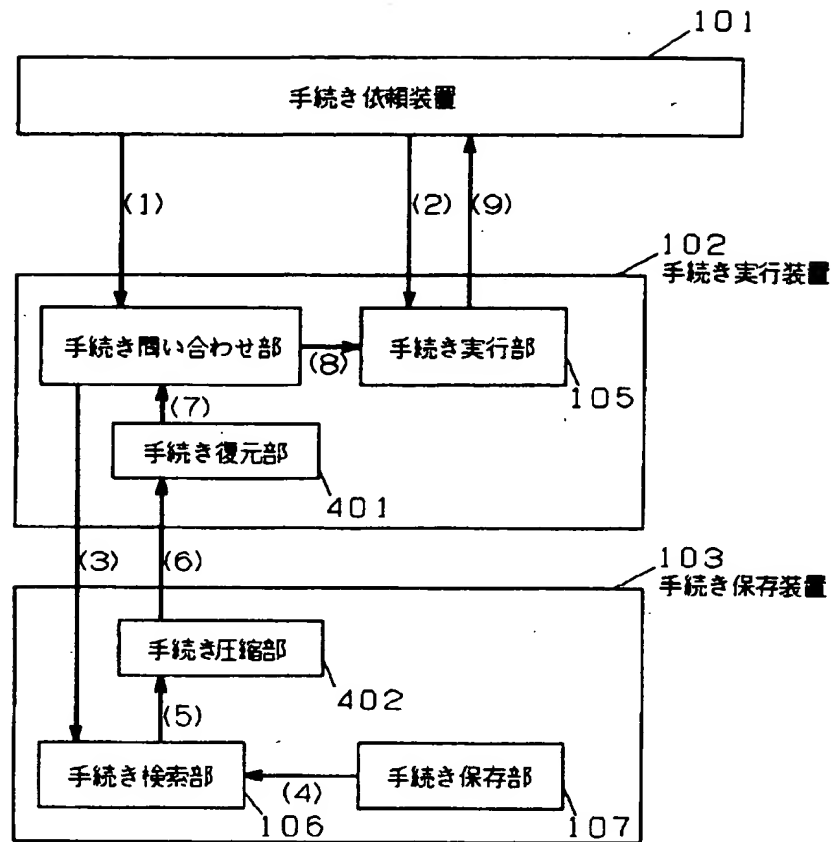 101
手続き依頼装置
(1)
(2)
(9)
102
手続き実行装置
手続き問い合わせ部
(8)
手続き実行部
105
(7)
手続き復元部
401
(3)
(6)
103
手続き保存装置
手続き圧縮部
402
(5)
手続き検索部
(4)
手続き保存部
106
107